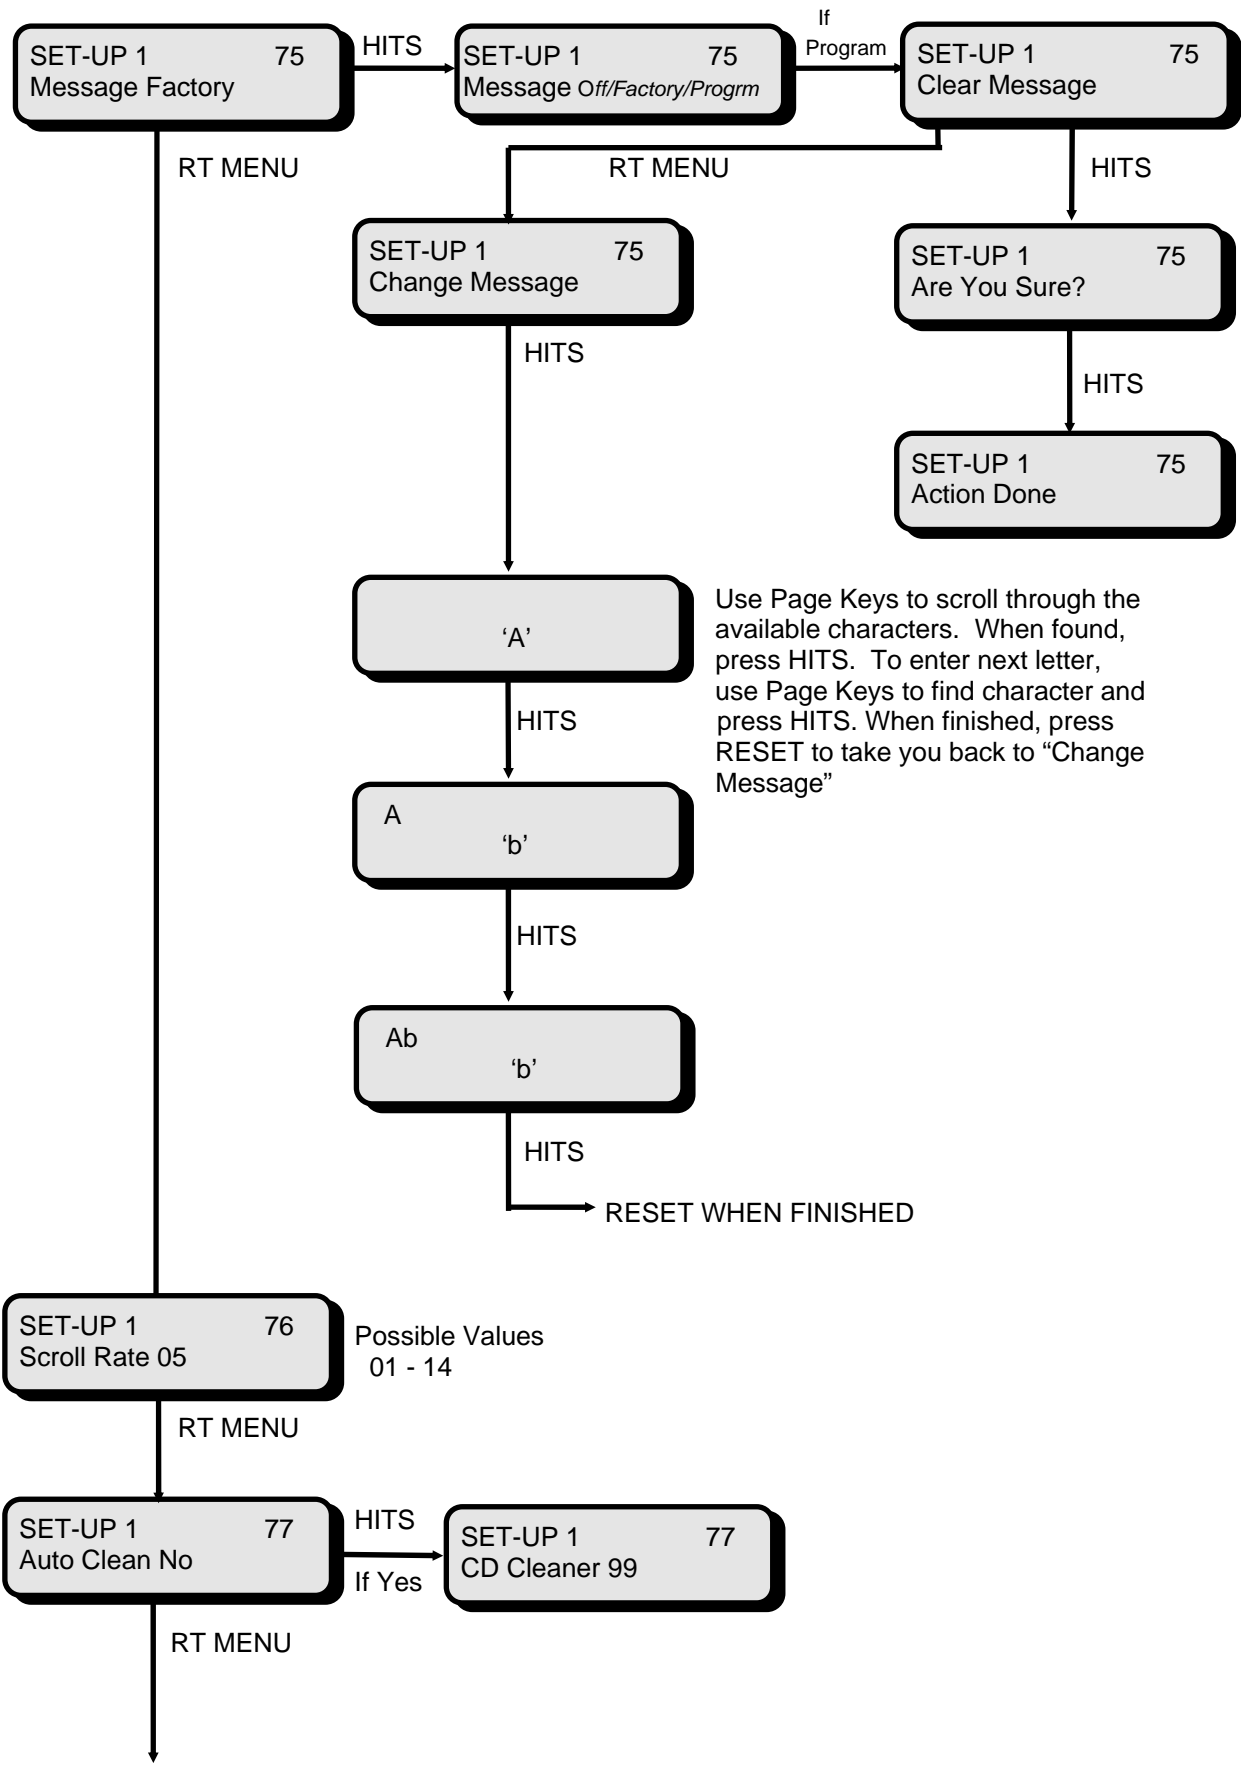 SET-UP 1 75
Message Factory
HITS
SET-UP 1 75
Message Off/Factory/Progrm
If
Program
SET-UP 1 75
Clear Message
RT MENU
RT MENU
HITS
SET-UP 1 75
Change Message
SET-UP 1 75
Are You Sure?
HITS
HITS
SET-UP 1 75
Action Done
‘A’
Use Page Keys to scroll through the
available characters. When found,
press HITS. To enter next letter,
use Page Keys to find character and
press HITS. When finished, press
RESET to take you back to “Change
Message”
HITS
A
‘b’
HITS
Ab
‘b’
HITS
RESET WHEN FINISHED
SET-UP 1 76
Scroll Rate 05
Possible Values
01 - 14
RT MENU
SET-UP 1 77
Auto Clean No
HITS
If Yes
SET-UP 1 77
CD Cleaner 99
RT MENU